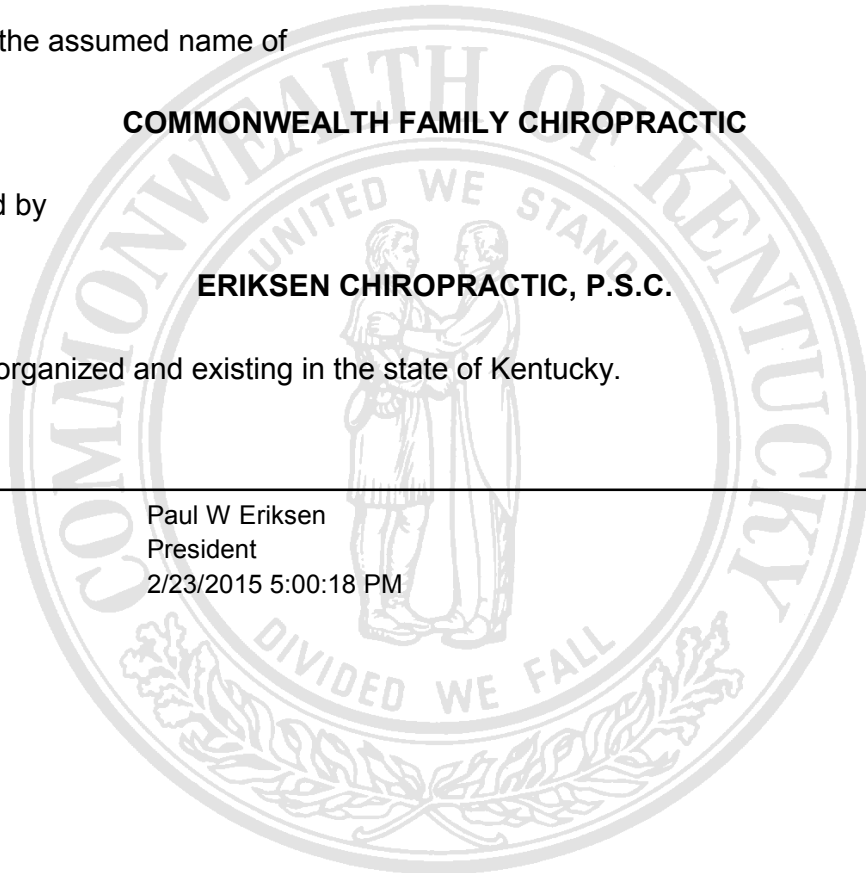 the assumed name of
COMMONWEALTH FAMILY CHIROPRACTIC
d by
ERIKSEN CHIROPRACTIC, P.S.C.
organized and existing in the state of Kentucky.
Paul W Eriksen
President
2/23/2015 5:00:18 PM
COMMONWEALTH OF KENTUCKY
UNITED WE STAND
DIVIDED WE FALL